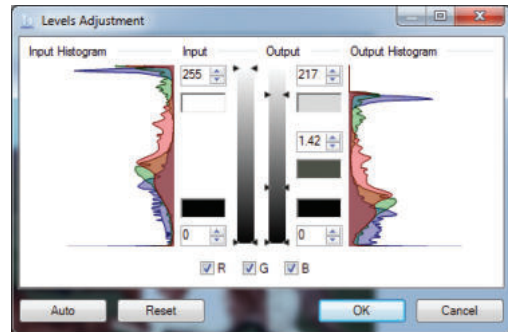 Levels Adjustment
Input Histogram Input Output Output Histogram
255 217
1.42
0 0
R G B
Auto Reset OK Cancel